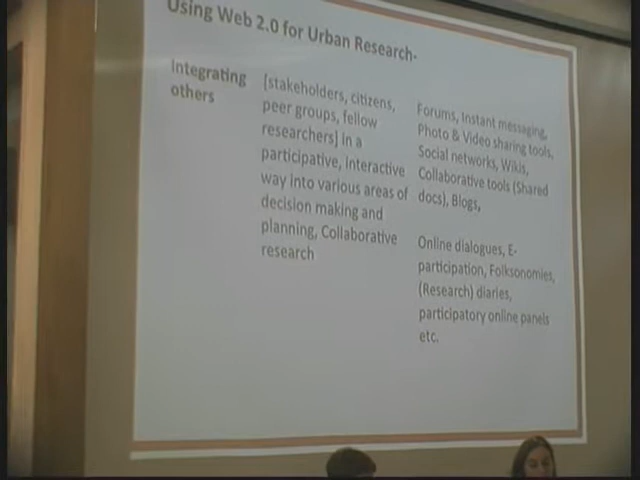 Using Web 2.0 for Urban Research-
Integrating
others
[stakeholders, citizens,
peer groups, fellow
researchers] in a
participative, interactive
way into various areas of
decision making and
planning, Collaborative
research
Forums, Instant messaging,
Photo & Video sharing tools,
Social networks, Wikis,
Collaborative tools (Shared
docs), Blogs,
Online dialogues, E-
participation, Folksonomies,
(Research) diaries,
participatory online panels
etc.